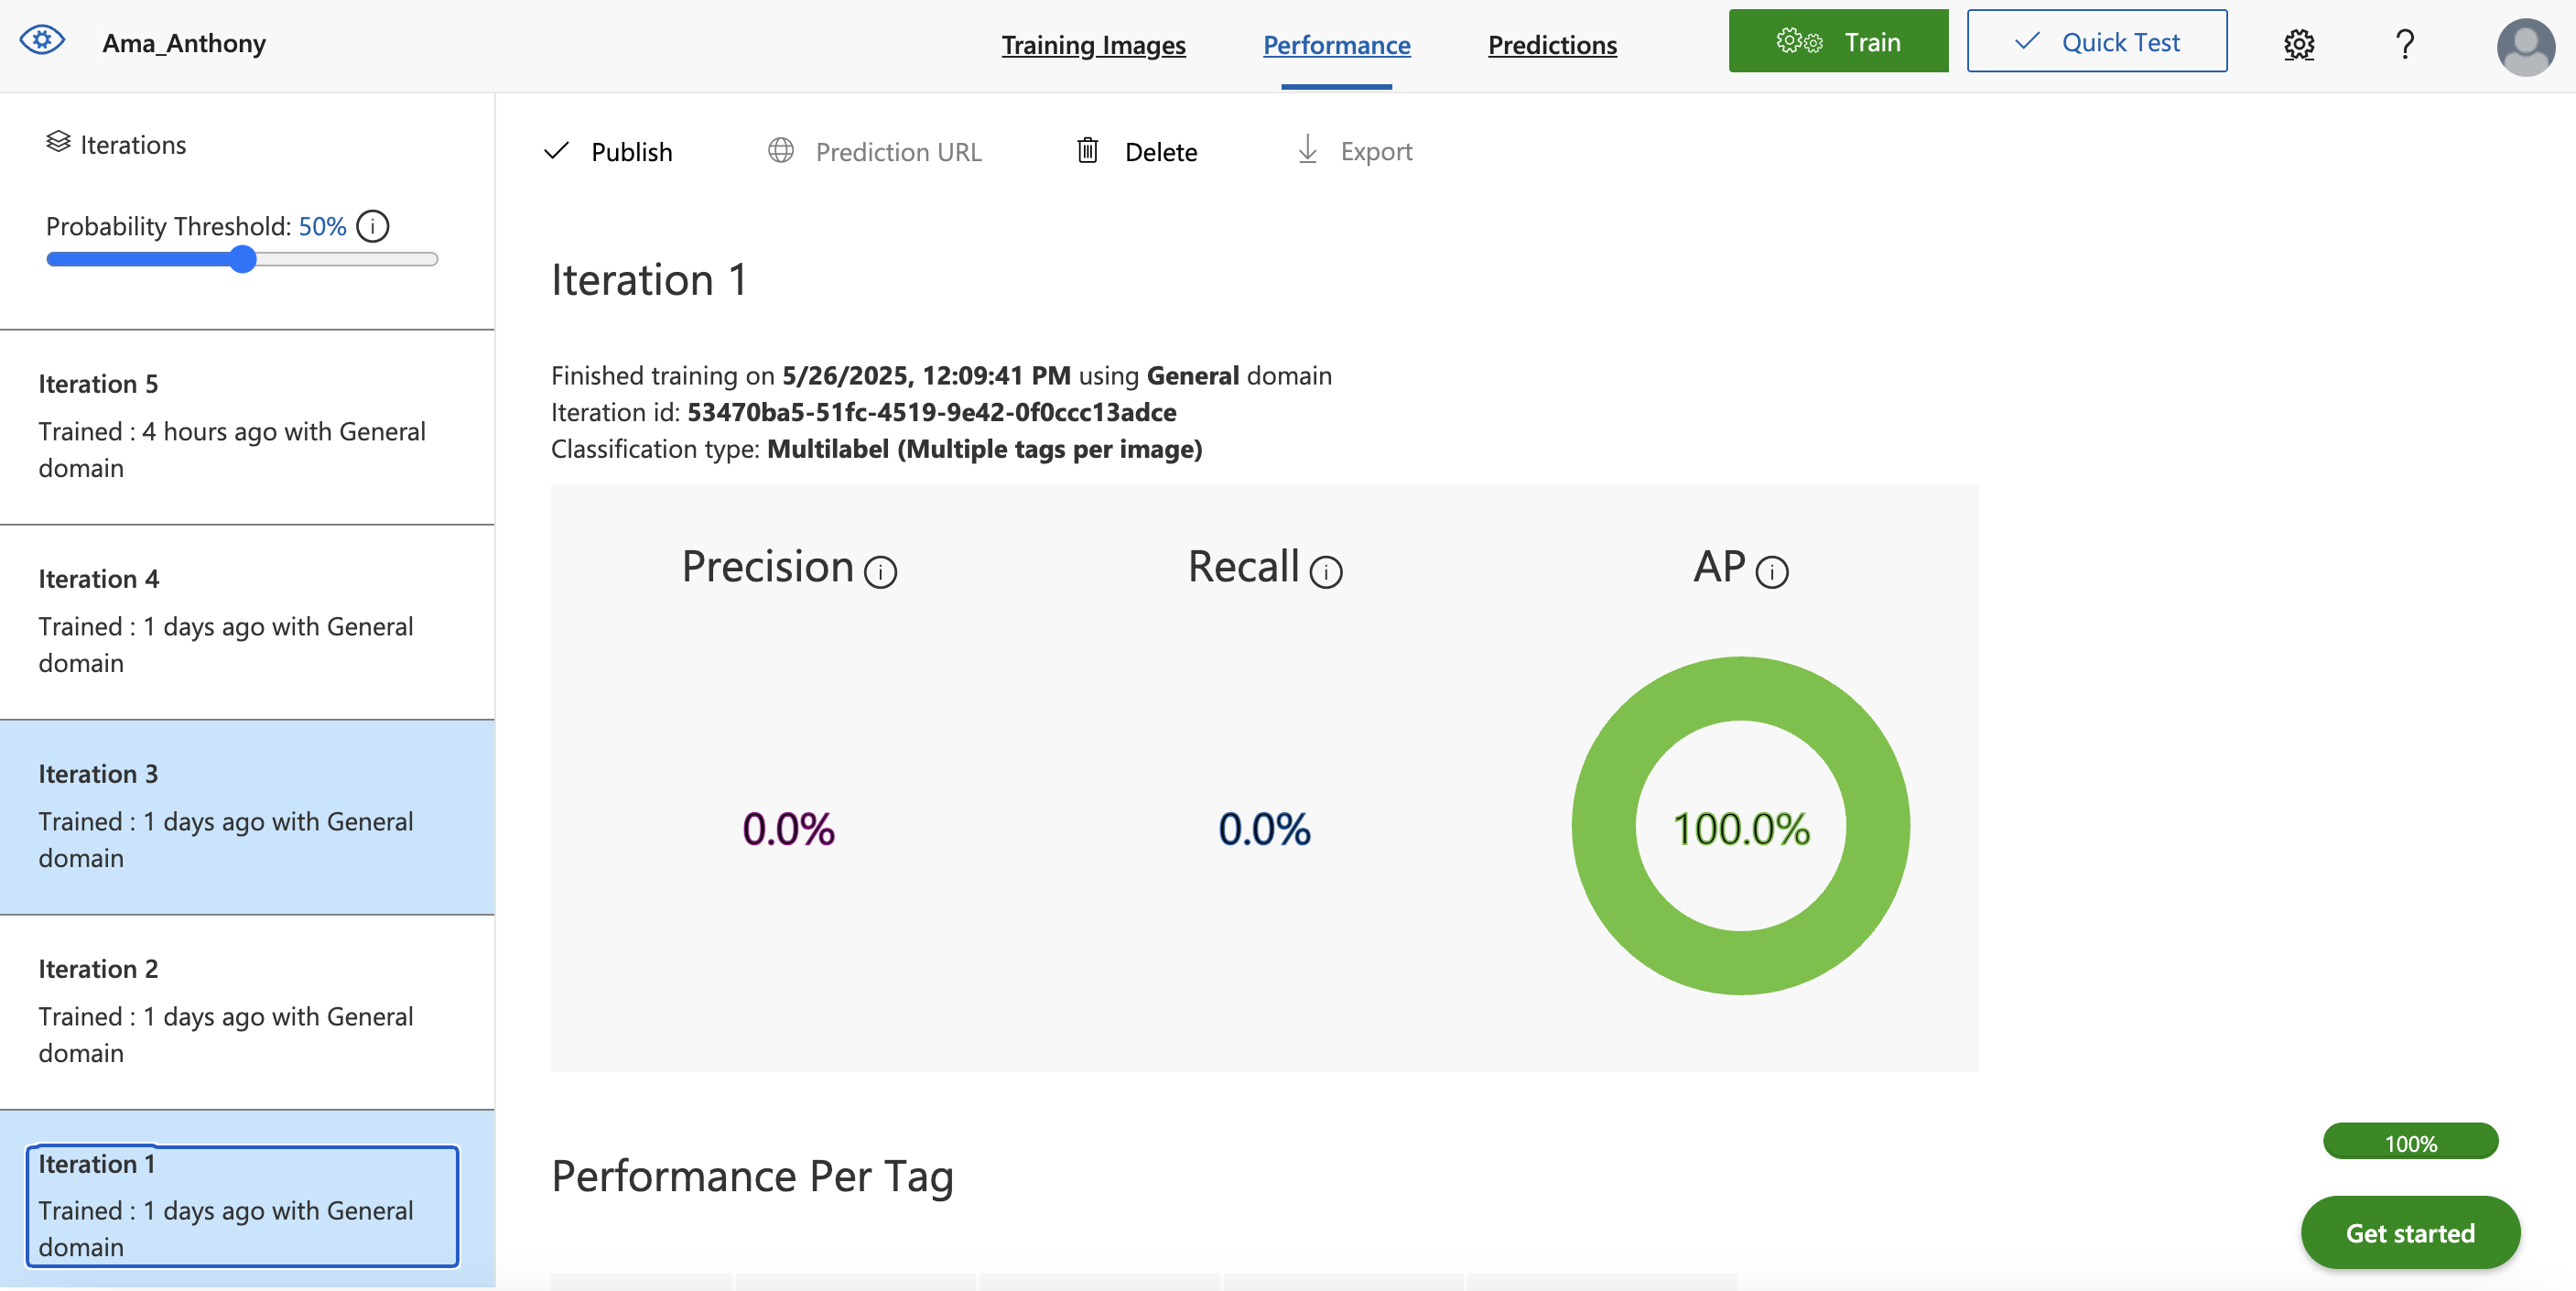 Ama_Anthony
Training Images
Performance
Predictions
Train
Quick Test
Iterations
Probability Threshold: 50%
Iteration 5
Trained : 4 hours ago with General
domain
Iteration 4
Trained : 1 days ago with General
domain
Iteration 3
Trained : 1 days ago with General
domain
Iteration 2
Trained : 1 days ago with General
domain
Iteration 1
Trained : 1 days ago with General
domain
Publish
Prediction URL
Delete
Export
Iteration 1
Finished training on 5/26/2025, 12:09:41 PM using General domain
Iteration id: 53470ba5-51fc-4519-9e42-0f0ccc13adce
Classification type: Multilabel (Multiple tags per image)
Precision
Recall
AP
0.0%
0.0%
100.0%
Performance Per Tag
100%
Get started